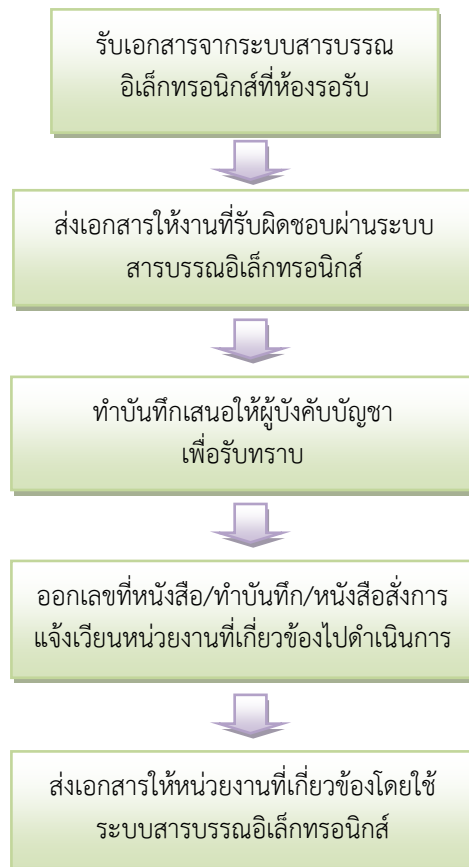 รับเอกสารจากระบบสารบรรณ
อิเล็กทรอนิกส์ที่ห้องรอรับ
ส่งเอกสารให้งานที่รับผิดชอบผ่านระบบ
สารบรรณอิเล็กทรอนิกส์
ทำบันทึกเสนอให้ผู้บังคับบัญชา
เพื่อรับทราบ
ออกเลขที่หนังสือ/ทำบันทึก/หนังสือสั่งการ
แจ้งเวียนหน่วยงานที่เกี่ยวข้องไปดำเนินการ
ส่งเอกสารให้หน่วยงานที่เกี่ยวข้องโดยใช้
ระบบสารบรรณอิเล็กทรอนิกส์